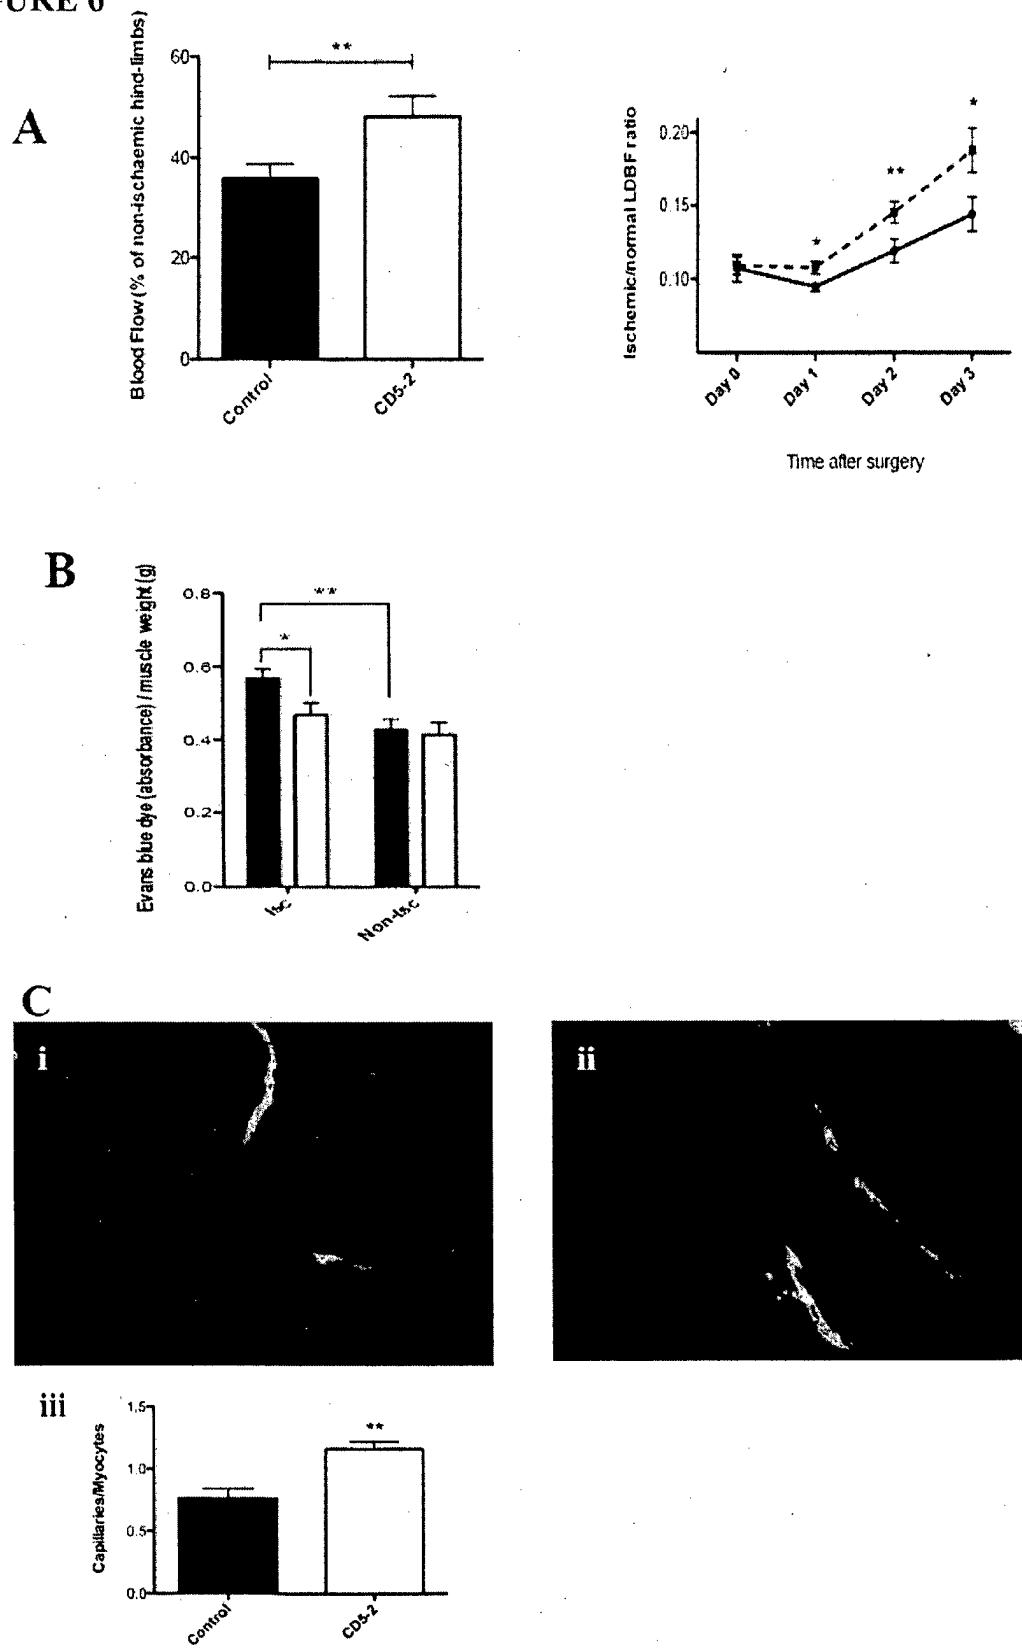 A
Blood Flow (% of non-ischaemic hind-limbs)
60
40
20
0
**
Control
CD5-2
Ischemic/normal LDBF ratio
0.20
0.15
0.10
*
**
*
Day 0
Day 1
Day 2
Day 3
Time after surgery
B
Evans blue dye (absorbance) / muscle weight (g)
0.8
0.6
0.4
0.2
0.0
**
*
Isc
Non-Isc
C
i
ii
iii
Capillaries/Myocytes
1.5
1.0
0.5
0.0
**
Control
CD5-2